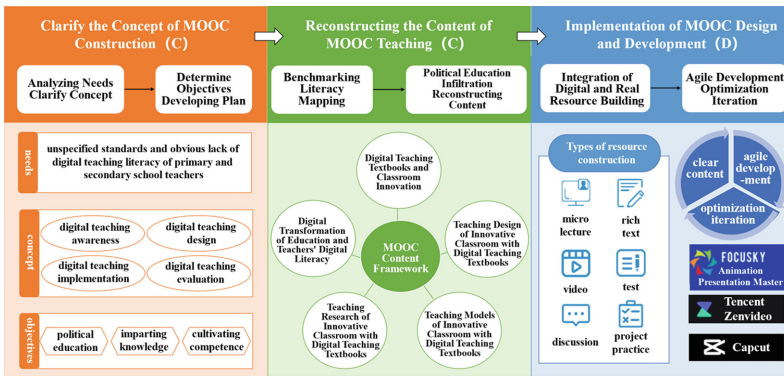 Clarify the Concept of MOOC
Construction (C)
Analyzing Needs
Clarify Concept
Determine
Objectives
Developing Plan
needs
unspecified standards and obvious lack of
digital teaching literacy of primary and
secondary school teachers
concept
digital teaching
awareness
digital teaching
design
digital teaching
implementation
digital teaching
evaluation
objectives
political
education
imparting
knowledge
cultivating
competence
Reconstructing the Content of
MOOC Teaching (C)
Benchmarking
Literacy
Mapping
Political Education
Infiltration
Reconstructing
Content
Digital Teaching
Textbooks and
Classroom
Innovation
Digital
Transformation of
Education and
Teachers' Digital
Literacy
MOOC
Content
Framework
Teaching Design
of Innovative
Classroom with
Digital Teaching
Textbooks
Teaching
Research of
Innovative
Classroom with
Digital Teaching
Textbooks
Teaching Models
of Innovative
Classroom with
Digital Teaching
Textbooks
Implementation of MOOC Design
and Development (D)
Integration of
Digital and Real
Resource Building
Agile Development
Optimization
Iteration
Types of resource
construction
micro
lecture
rich
text
video
test
discussion
project
practice
clear
content
agile
develop
-ment
optimization
iteration
FOCUSKY
Animation
Presentation Master
Tencent
Zenvideo
Capcut